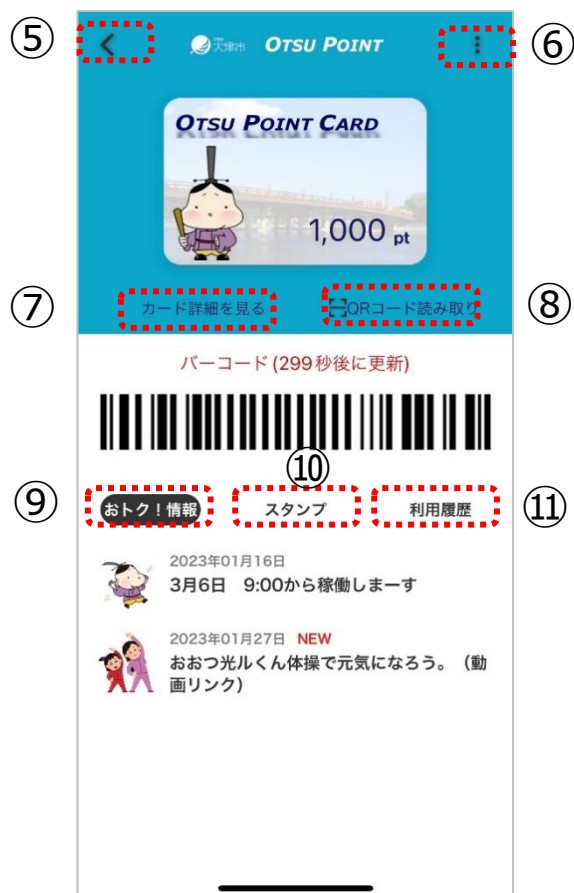 ⑤
大津市 OTSU POINT
⑥
OTSU POINT CARD
1,000 pt
⑦
カード詳細を見る
QRコード読み取り
⑧
バーコード(299秒後に更新)
⑩
⑨
おトク！情報
スタンプ
利用履歴
⑪
2023年01月16日
3月6日 9:00から稼働しまーす
2023年01月27日 NEW
おおつ光ルくん体操で元気になろう。（動
画リンク）